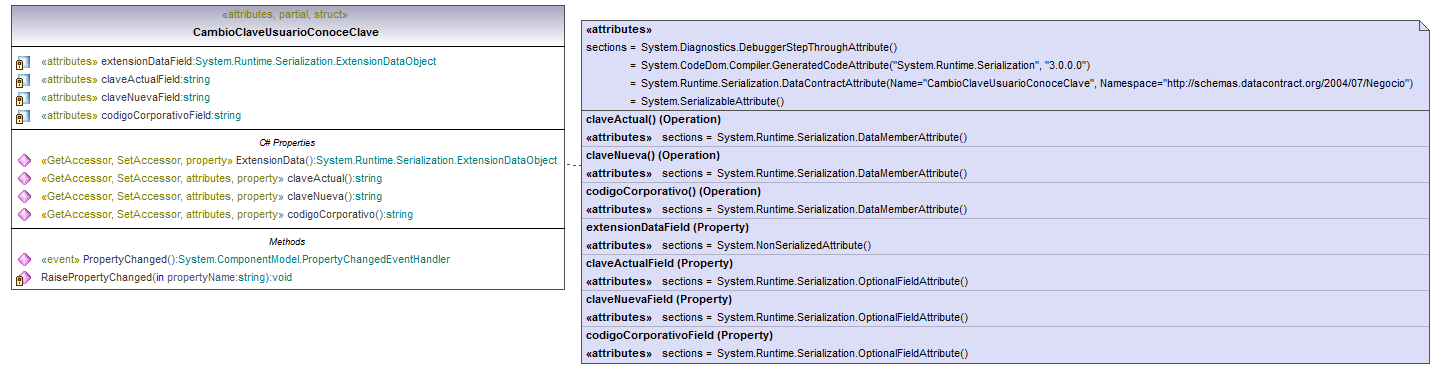 «attributes, partial, struct»
CambioClaveUsuarioConoceClave
«attributes» extensionDataField:System.Runtime.Serialization.ExtensionDataObject
«attributes» claveActualField:string
«attributes» claveNuevaField:string
«attributes» codigoCorporativoField:string
C# Properties
«GetAccessor, SetAccessor, property» ExtensionData():System.Runtime.Serialization.ExtensionDataObject
«GetAccessor, SetAccessor, attributes, property» claveActual():string
«GetAccessor, SetAccessor, attributes, property» claveNueva():string
«GetAccessor, SetAccessor, attributes, property» codigoCorporativo():string
Methods
«event» PropertyChanged():System.ComponentModel.PropertyChangedEventHandler
RaisePropertyChanged(in propertyName:string):void
«attributes»
sections = System.Diagnostics.DebuggerStepThroughAttribute()
= System.CodeDom.Compiler.GeneratedCodeAttribute("System.Runtime.Serialization", "3.0.0.0")
= System.Runtime.Serialization.DataContractAttribute(Name="CambioClaveUsuarioConoceClave", Namespace="http://schemas.datacontract.org/2004/07/Negocio")
= System.SerializableAttribute()
claveActual() (Operation)
«attributes» sections = System.Runtime.Serialization.DataMemberAttribute()
claveNueva() (Operation)
«attributes» sections = System.Runtime.Serialization.DataMemberAttribute()
codigoCorporativo() (Operation)
«attributes» sections = System.Runtime.Serialization.DataMemberAttribute()
extensionDataField (Property)
«attributes» sections = System.NonSerializedAttribute()
claveActualField (Property)
«attributes» sections = System.Runtime.Serialization.OptionalFieldAttribute()
claveNuevaField (Property)
«attributes» sections = System.Runtime.Serialization.OptionalFieldAttribute()
codigoCorporativoField (Property)
«attributes» sections = System.Runtime.Serialization.OptionalFieldAttribute()